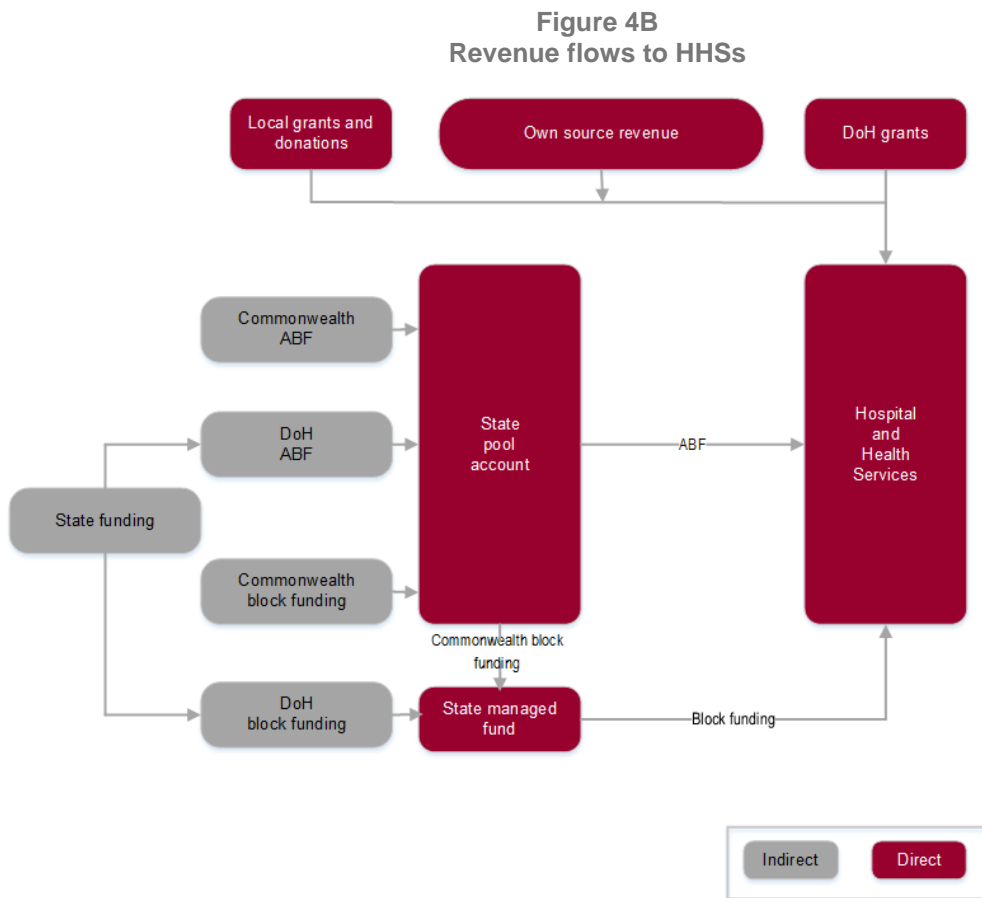 Figure 4B
Revenue flows to HHSs
Local grants and
donations
Own source revenue
DoH grants
Commonwealth
ABF
DoH
ABF
State funding
Commonwealth
block funding
DoH
block funding
State
pool
account
ABF
Hospital
and
Health
Services
Commonwealth block
funding
State managed
fund
Block funding
Indirect
Direct